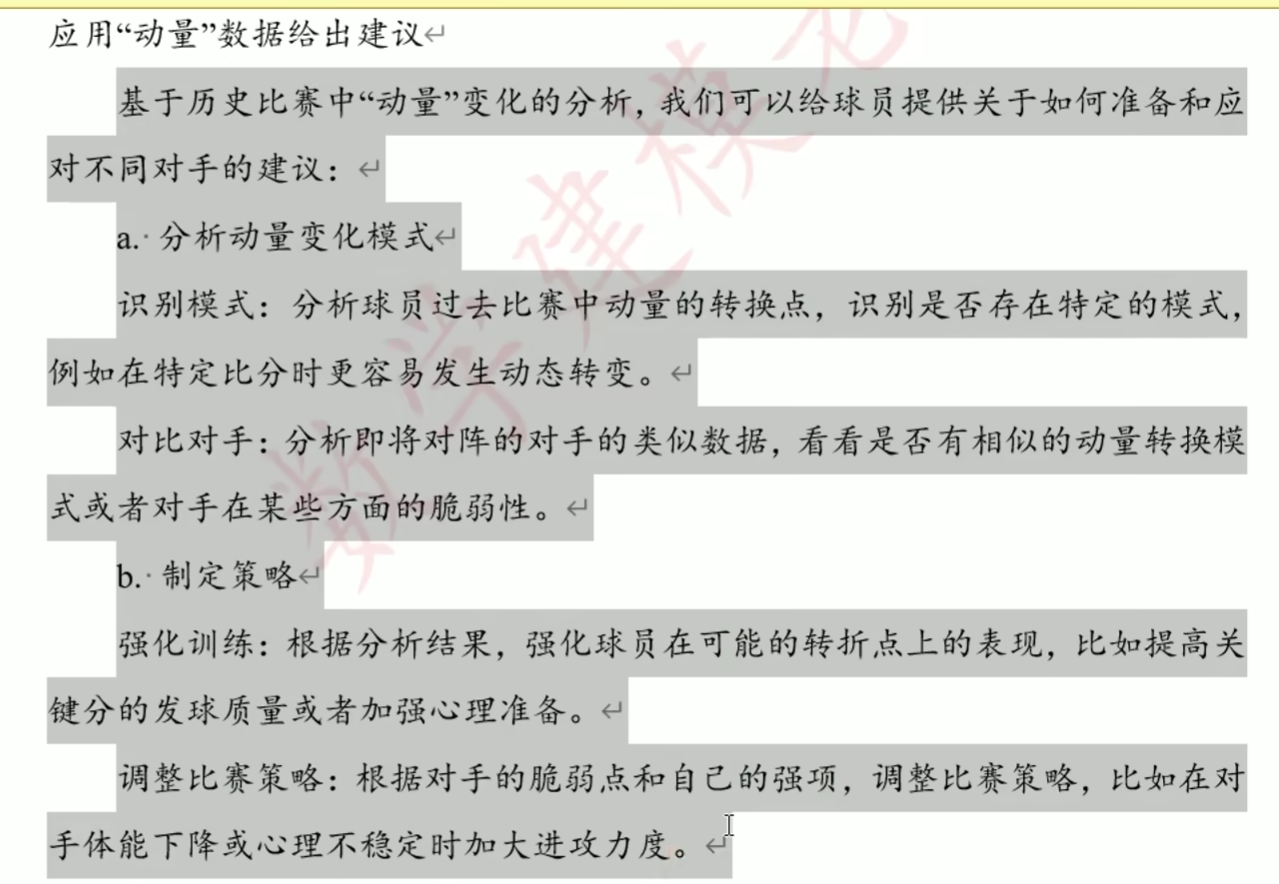 应用“动量”数据给出建议
基于历史比赛中“动量”变化的分析，我们可以给球员提供关于如何准备和应
对不同对手的建议：
a. 分析动量变化模式
识别模式：分析球员过去比赛中动量的转换点，识别是否存在特定的模式，
例如在特定比分时更容易发生动态转变。
对比对手：分析即将对阵的对手的类似数据，看看是否有相似的动量转换模
式或者对手在某些方面的脆弱性。
b. 制定策略
强化训练：根据分析结果，强化球员在可能的转折点上的表现，比如提高关
键分的发球质量或者加强心理准备。
调整比赛策略：根据对手的脆弱点和自己的强项，调整比赛策略，比如在对
手体能下降或心理不稳定时加大进攻力度。
数学建模